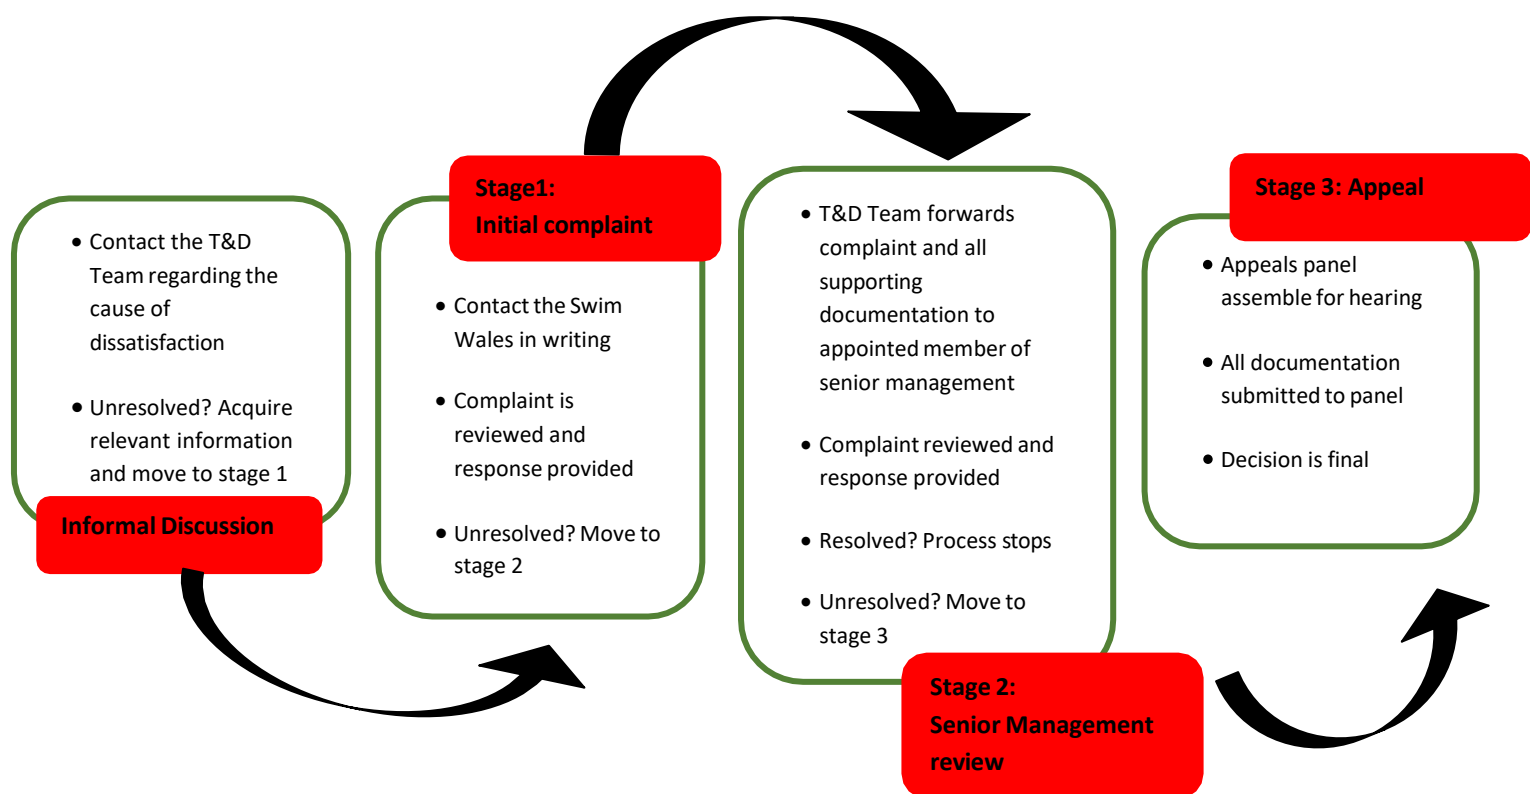 • Contact the T&D
Team regarding the
cause of
dissatisfaction
• Unresolved? Acquire
relevant information
and move to stage 1
Informal Discussion
Stage1:
Initial complaint
• Contact the Swim
Wales in writing
• Complaint is
reviewed and
response provided
• Unresolved? Move to
stage 2
• T&D Team forwards
complaint and all
supporting
documentation to
appointed member of
senior management
• Complaint reviewed and
response provided
• Resolved? Process stops
• Unresolved? Move to
stage 3
Stage 2:
Senior Management
review
Stage 3: Appeal
• Appeals panel
assemble for hearing
• All documentation
submitted to panel
• Decision is final